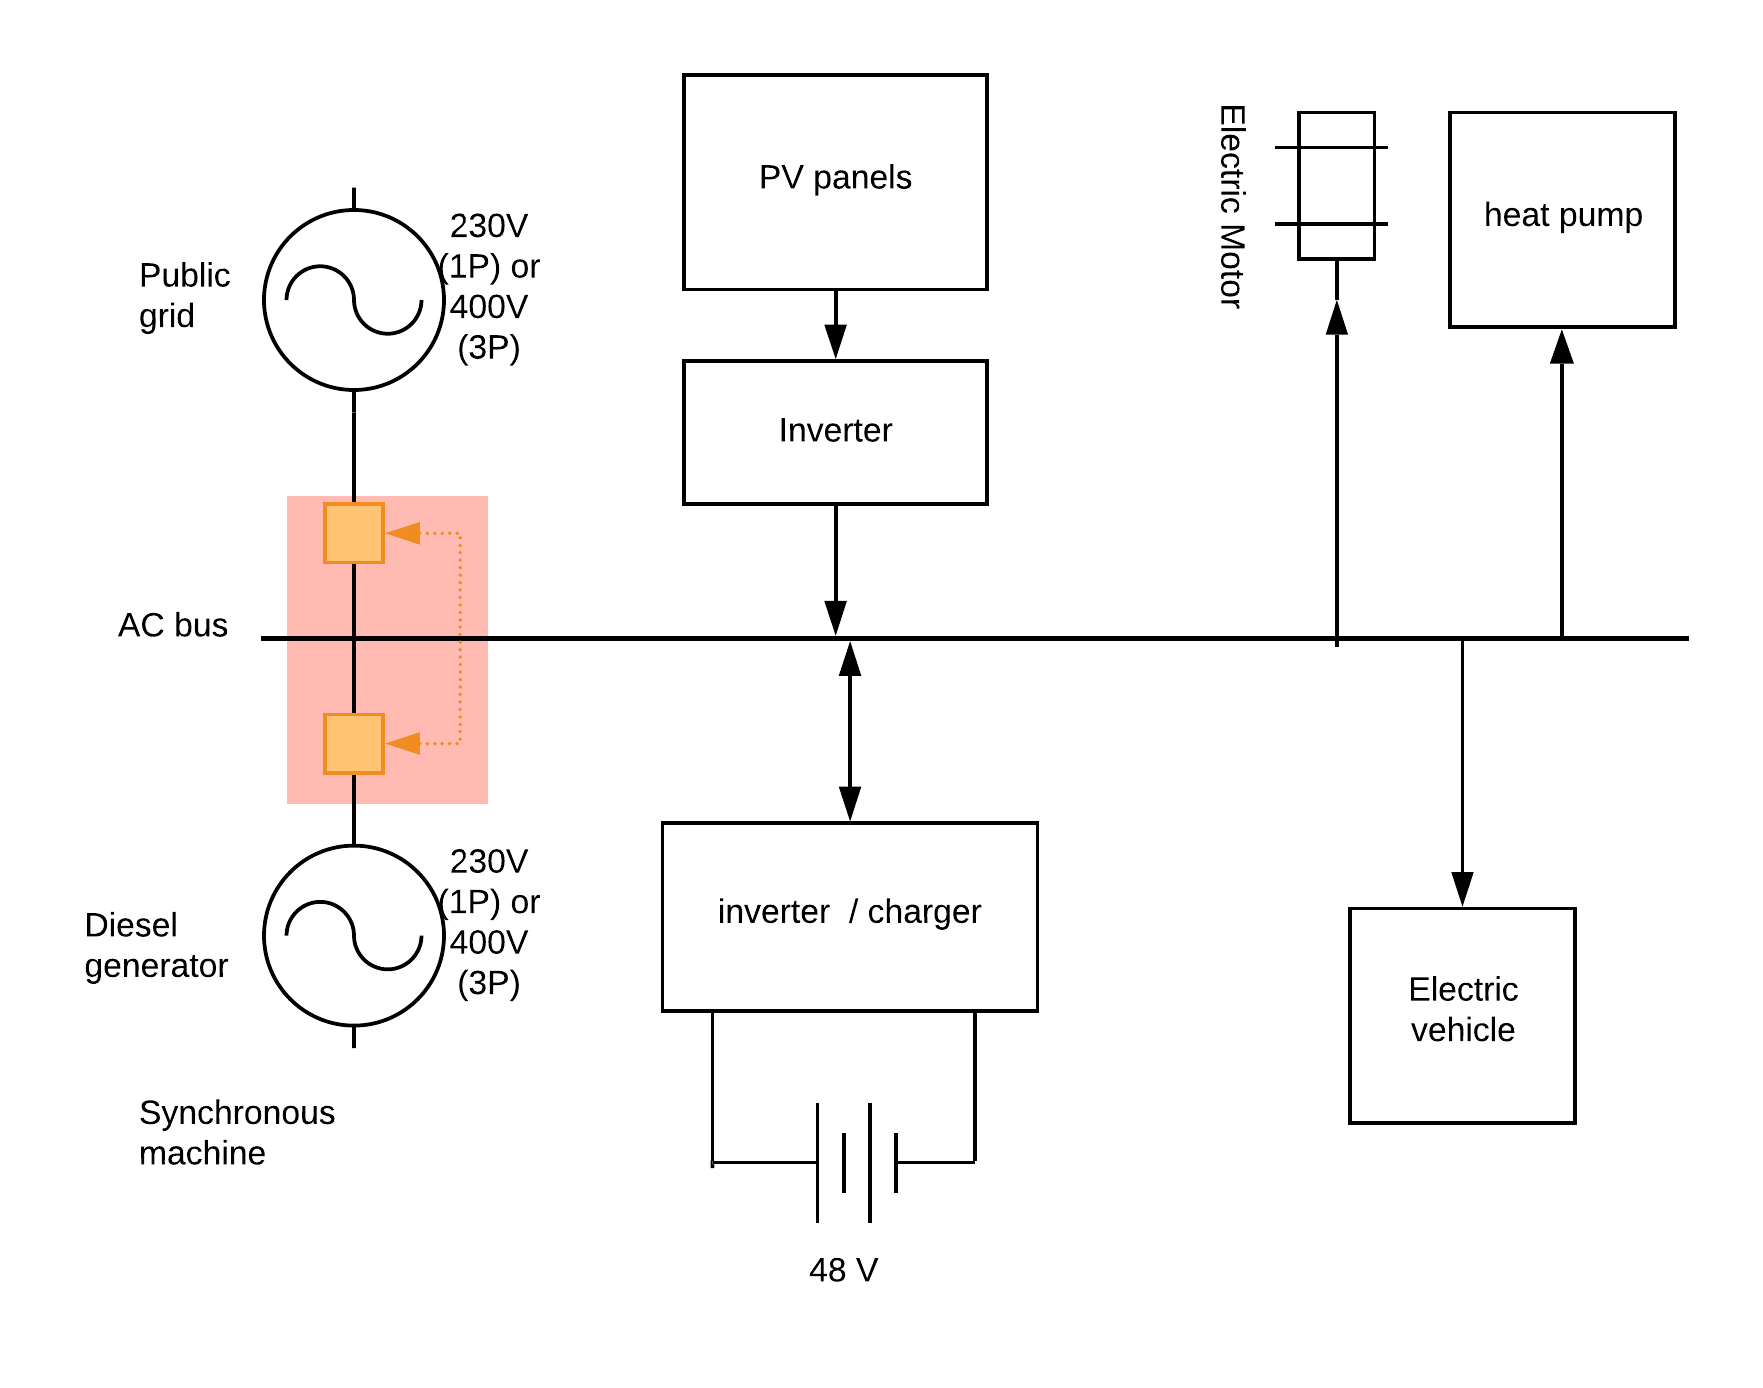 PV panels
Electric Motor
heat pump
230V
(1P) or
400V
(3P)
Public
grid
Inverter
AC bus
230V
(1P) or
400V
(3P)
Diesel
generator
inverter / charger
Electric
vehicle
Synchronous
machine
48 V